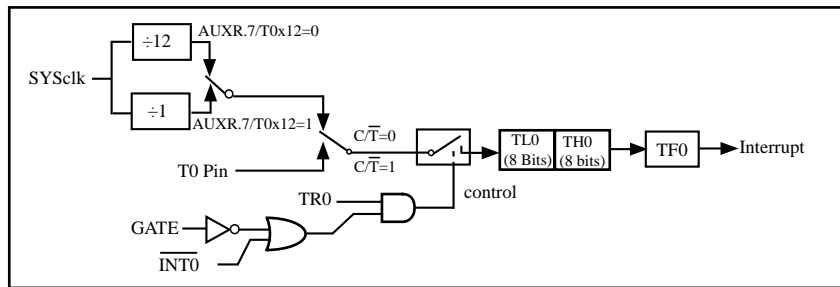 AUXR.7/T0x12=0
÷12
SYSclk
÷1
AUXR.7/T0x12=1
C/T̅=0
C/T̅=1
T0 Pin
TL0
(8 Bits)
TH0
(8 bits)
TF0
Interrupt
TR0
control
GATE
I̅N̅T̅0̅